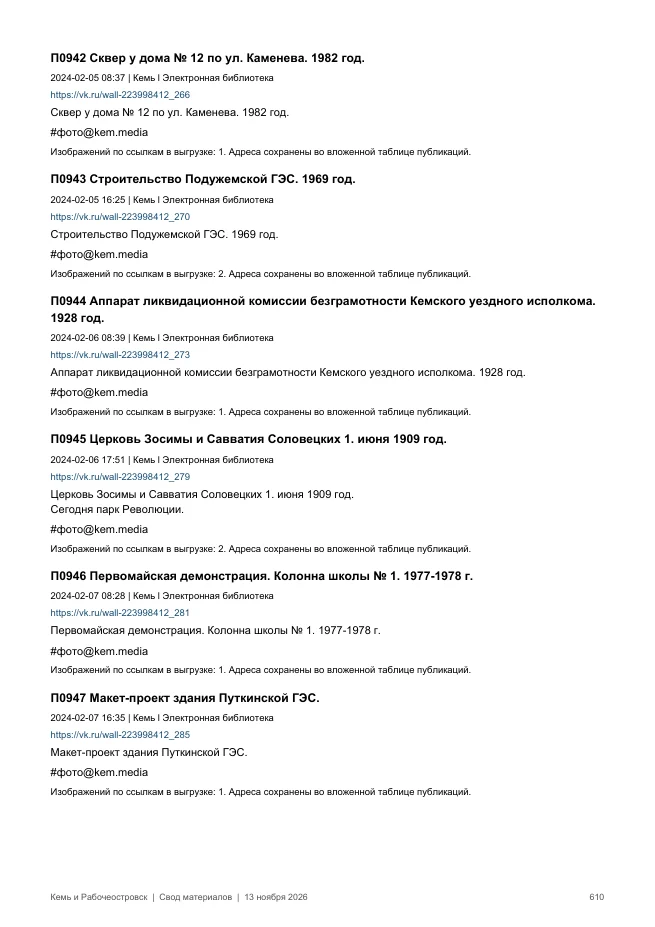 П0942 Сквер у дома № 12 по ул. Каменева. 1982 год.
2024-02-05 08:37 | Кемь I Электронная библиотека
https://vk.ru/wall-223998412_266
Сквер у дома № 12 по ул. Каменева. 1982 год.
#фото@kem.media
Изображений по ссылкам в выгрузке: 1. Адреса сохранены во вложенной таблице публикаций.
П0943 Строительство Подужемской ГЭС. 1969 год.
2024-02-05 16:25 | Кемь I Электронная библиотека
https://vk.ru/wall-223998412_270
Строительство Подужемской ГЭС. 1969 год.
#фото@kem.media
Изображений по ссылкам в выгрузке: 2. Адреса сохранены во вложенной таблице публикаций.
П0944 Аппарат ликвидационной комиссии безграмотности Кемского уездного исполкома.
1928 год.
2024-02-06 08:39 | Кемь I Электронная библиотека
https://vk.ru/wall-223998412_273
Аппарат ликвидационной комиссии безграмотности Кемского уездного исполкома. 1928 год.
#фото@kem.media
Изображений по ссылкам в выгрузке: 1. Адреса сохранены во вложенной таблице публикаций.
П0945 Церковь Зосимы и Савватия Соловецких 1. июня 1909 год.
2024-02-06 17:51 | Кемь I Электронная библиотека
https://vk.ru/wall-223998412_279
Церковь Зосимы и Савватия Соловецких 1. июня 1909 год.
Сегодня парк Революции.
#фото@kem.media
Изображений по ссылкам в выгрузке: 2. Адреса сохранены во вложенной таблице публикаций.
П0946 Первомайская демонстрация. Колонна школы № 1. 1977-1978 г.
2024-02-07 08:28 | Кемь I Электронная библиотека
https://vk.ru/wall-223998412_281
Первомайская демонстрация. Колонна школы № 1. 1977-1978 г.
#фото@kem.media
Изображений по ссылкам в выгрузке: 1. Адреса сохранены во вложенной таблице публикаций.
П0947 Макет-проект здания Путкинской ГЭС.
2024-02-07 16:35 | Кемь I Электронная библиотека
https://vk.ru/wall-223998412_285
Макет-проект здания Путкинской ГЭС.
#фото@kem.media
Изображений по ссылкам в выгрузке: 1. Адреса сохранены во вложенной таблице публикаций.
Кемь и Рабочеостровск | Свод материалов | 13 ноября 2026 610